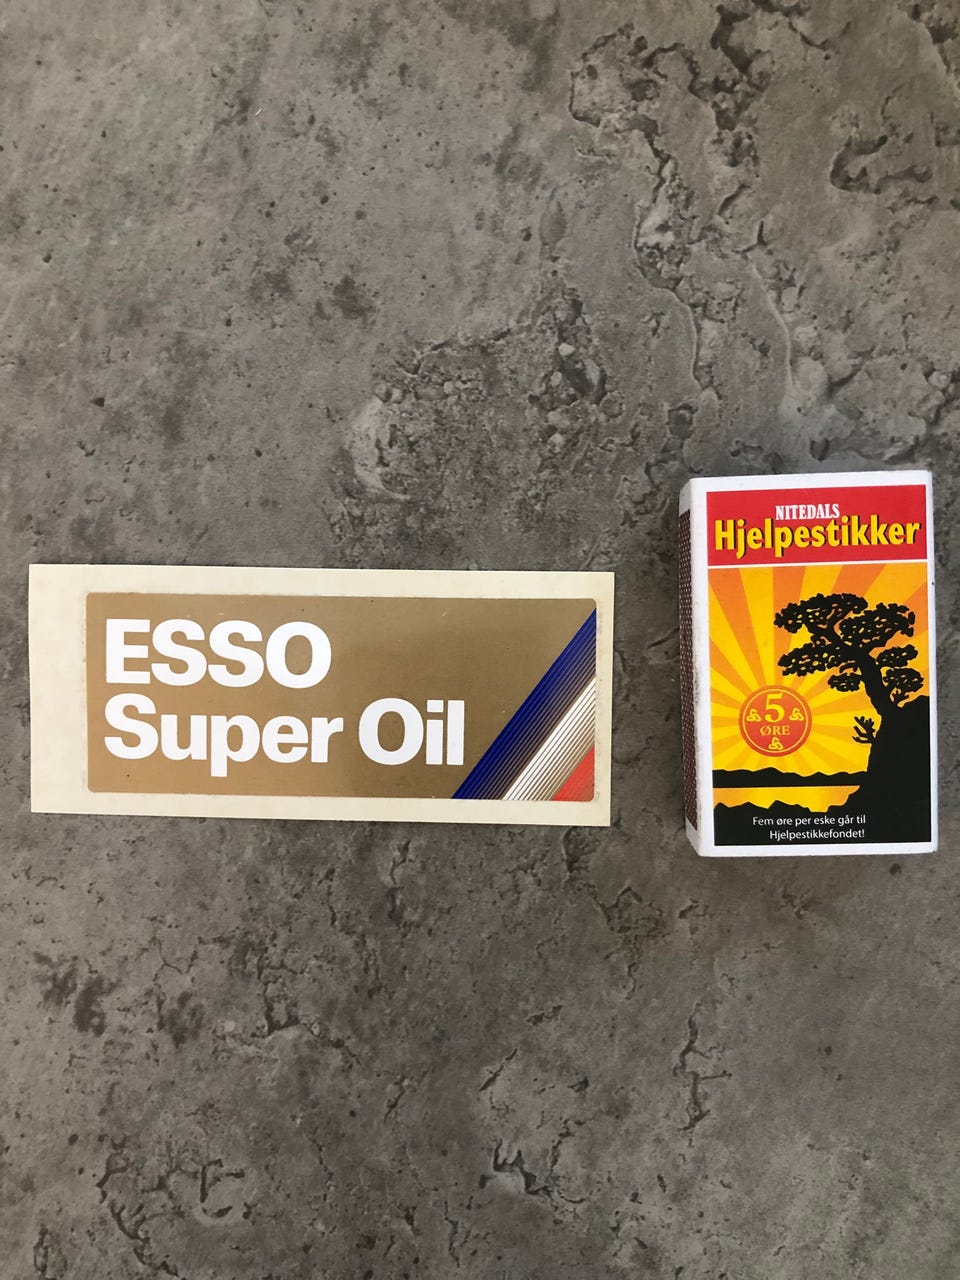 ESSO
Super Oil
NITEDALS
Hjelpestikker
5
ØRE
Fem øre per eske går til
Hjelpestikkefondet!